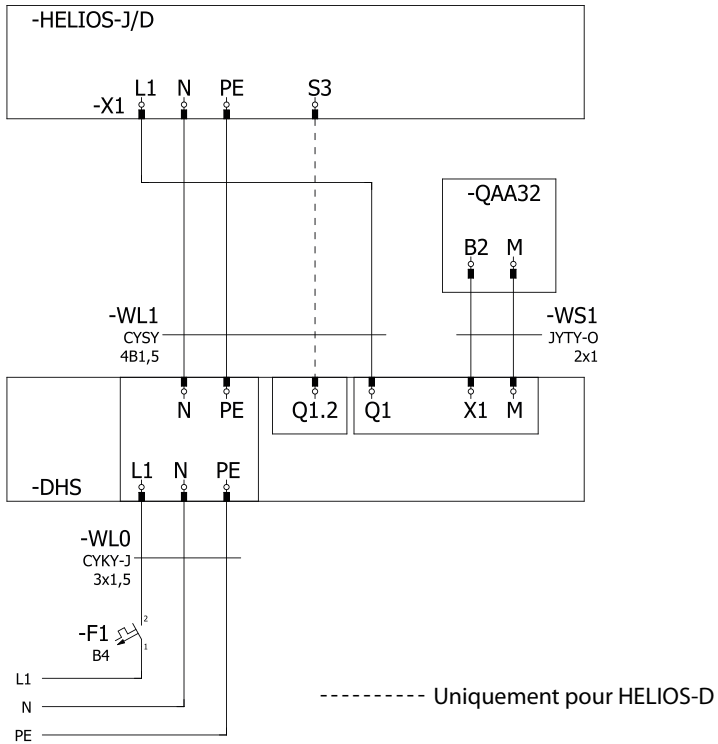 -HELIOS-J/D
L1 N PE S3
-X1
-QAA32
B2 M
-WL1
CYSY
4B1,5
-WS1
JYTY-O
2x1
N PE Q1.2 Q1 X1 M
L1 N PE
-DHS
-WL0
CYKY-J
3x1,5
2
-F1
1
B4
L1
N
PE
Uniquement pour HELIOS-D